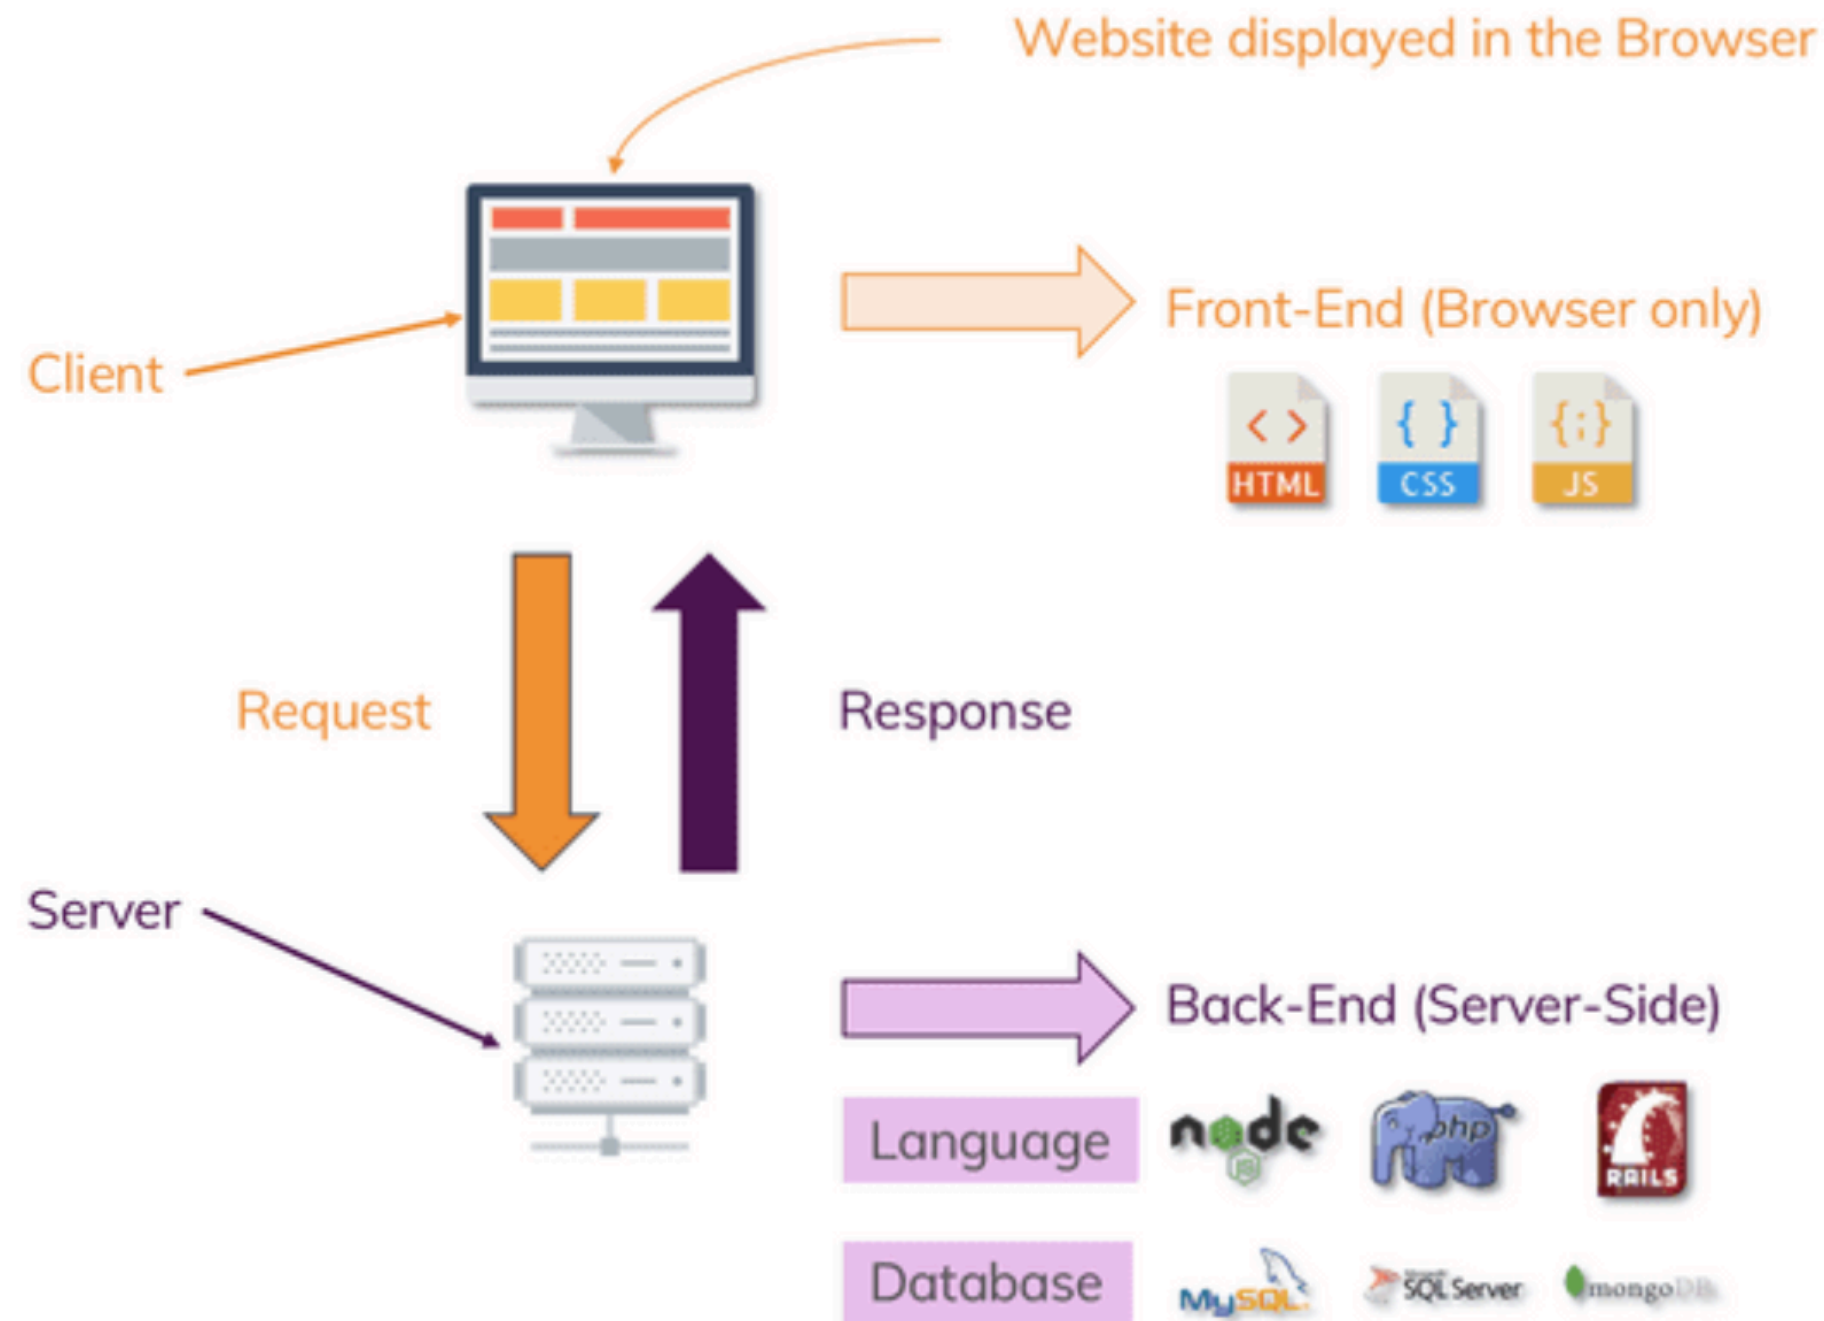 Website displayed in the Browser
Front-End (Browser only)
Client
< >
{ }
{;}
HTML
CSS
JS
Request
Response
Server
Back-End (Server-Side)
Language
node
JS
php
RAILS
Database
MySQL
SQL Server
mongoDB